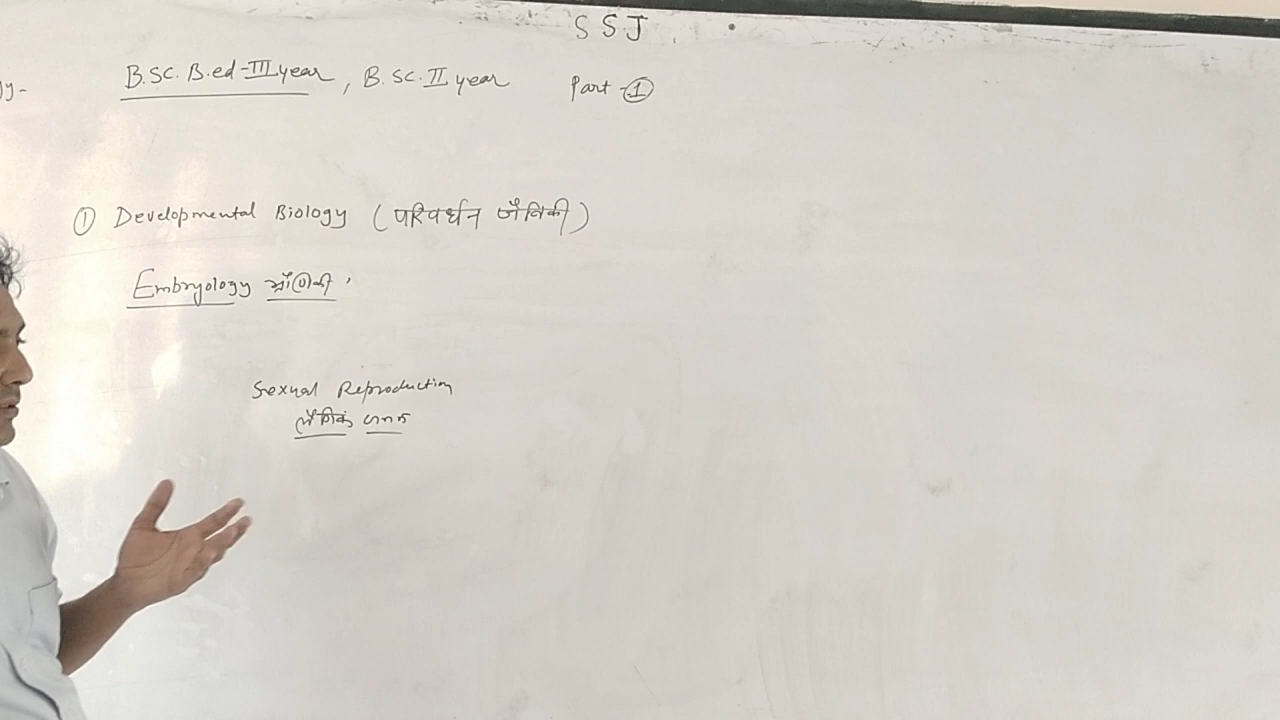 SSJ
B.Sc. B.ed-III year, B.Sc. II year Part-①
① Developmental Biology (परिवर्धन जैविकी)
Embryology भ्रौणिकी
Sexual Reproduction
लैंगिक जनन